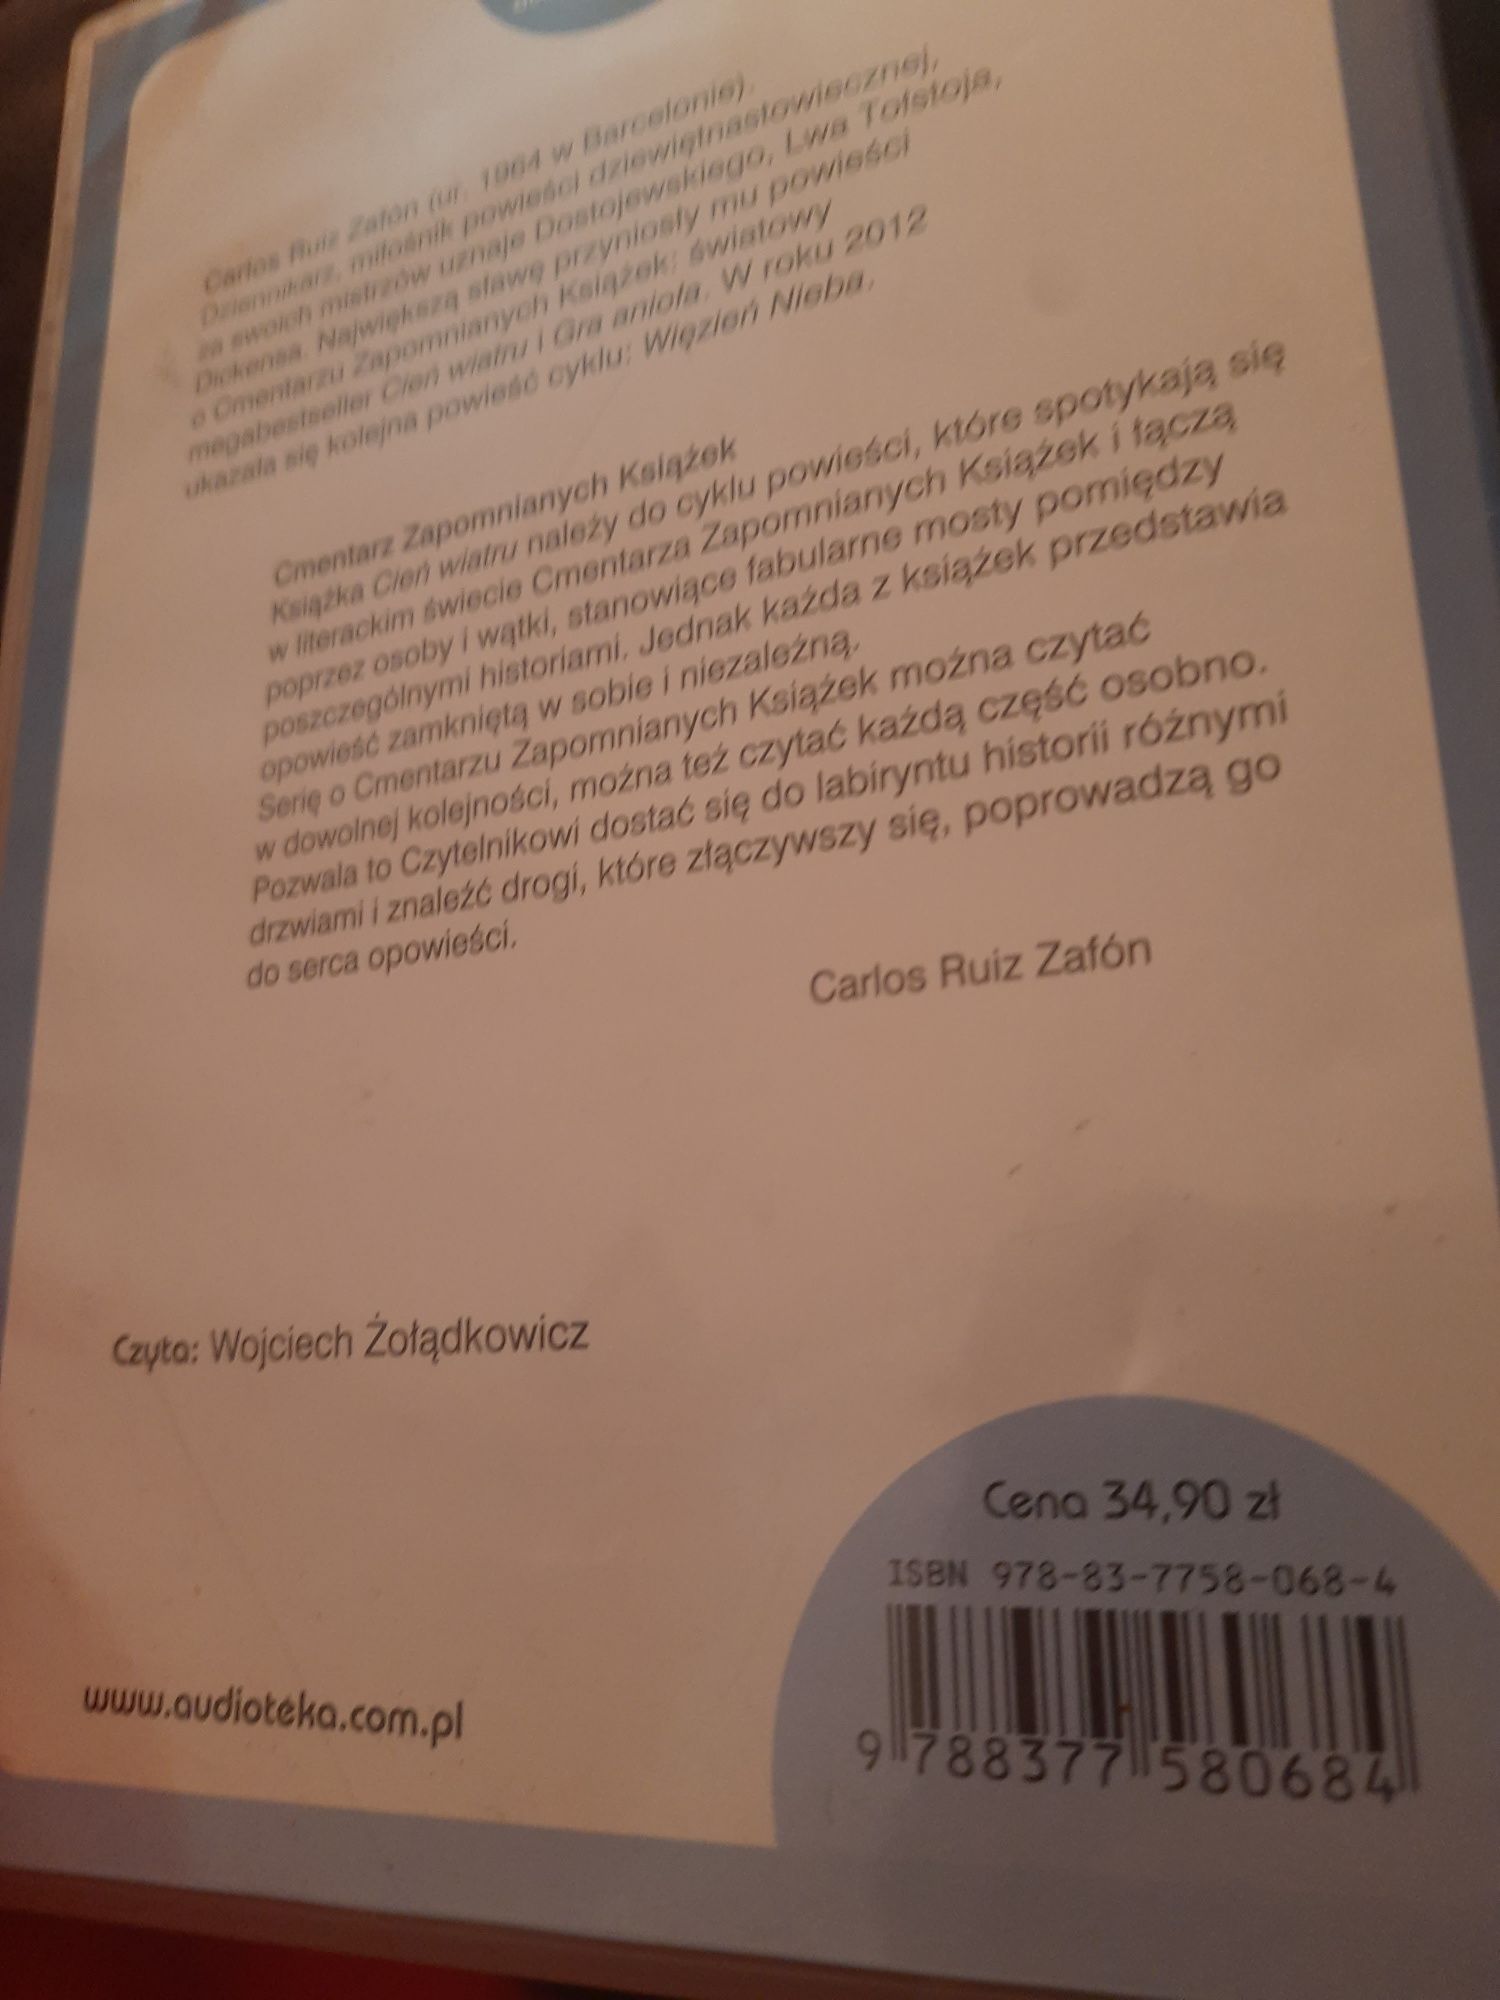 Carlos Ruiz Zafón (ur. 1964 w Barcelonie).
Dziennikarz, miłośnik powieści dziewiętnastowiecznej,
za swoich mistrzów uznaje Dostojewskiego, Lwa Tołstoja,
Dickensa. Największą sławę przyniosły mu powieści
o Cmentarzu Zapomnianych Książek: światowy
megabestseller Cień wiatru i Gra anioła. W roku 2012
ukazała się kolejna powieść cyklu: Więzień Nieba.
Cmentarz Zapomnianych Książek
Książka Cień wiatru należy do cyklu powieści, które spotykają się
w literackim świecie Cmentarza Zapomnianych Książek i łączą
poprzez osoby i wątki, stanowiące fabularne mosty pomiędzy
poszczególnymi historiami. Jednak każda z książek przedstawia
opowieść zamkniętą w sobie i niezależną.
Serię o Cmentarzu Zapomnianych Książek można czytać
w dowolnej kolejności, można też czytać każdą część osobno.
Pozwala to Czytelnikowi dostać się do labiryntu historii różnymi
drzwiami i znaleźć drogi, które złączywszy się, poprowadzą go
do serca opowieści.
Carlos Ruiz Zafón
Czyta: Wojciech Żołądkowicz
Cena 34,90 zł
ISBN 978-83-7758-068-4
www.audioteka.com.pl
9 788377 580684